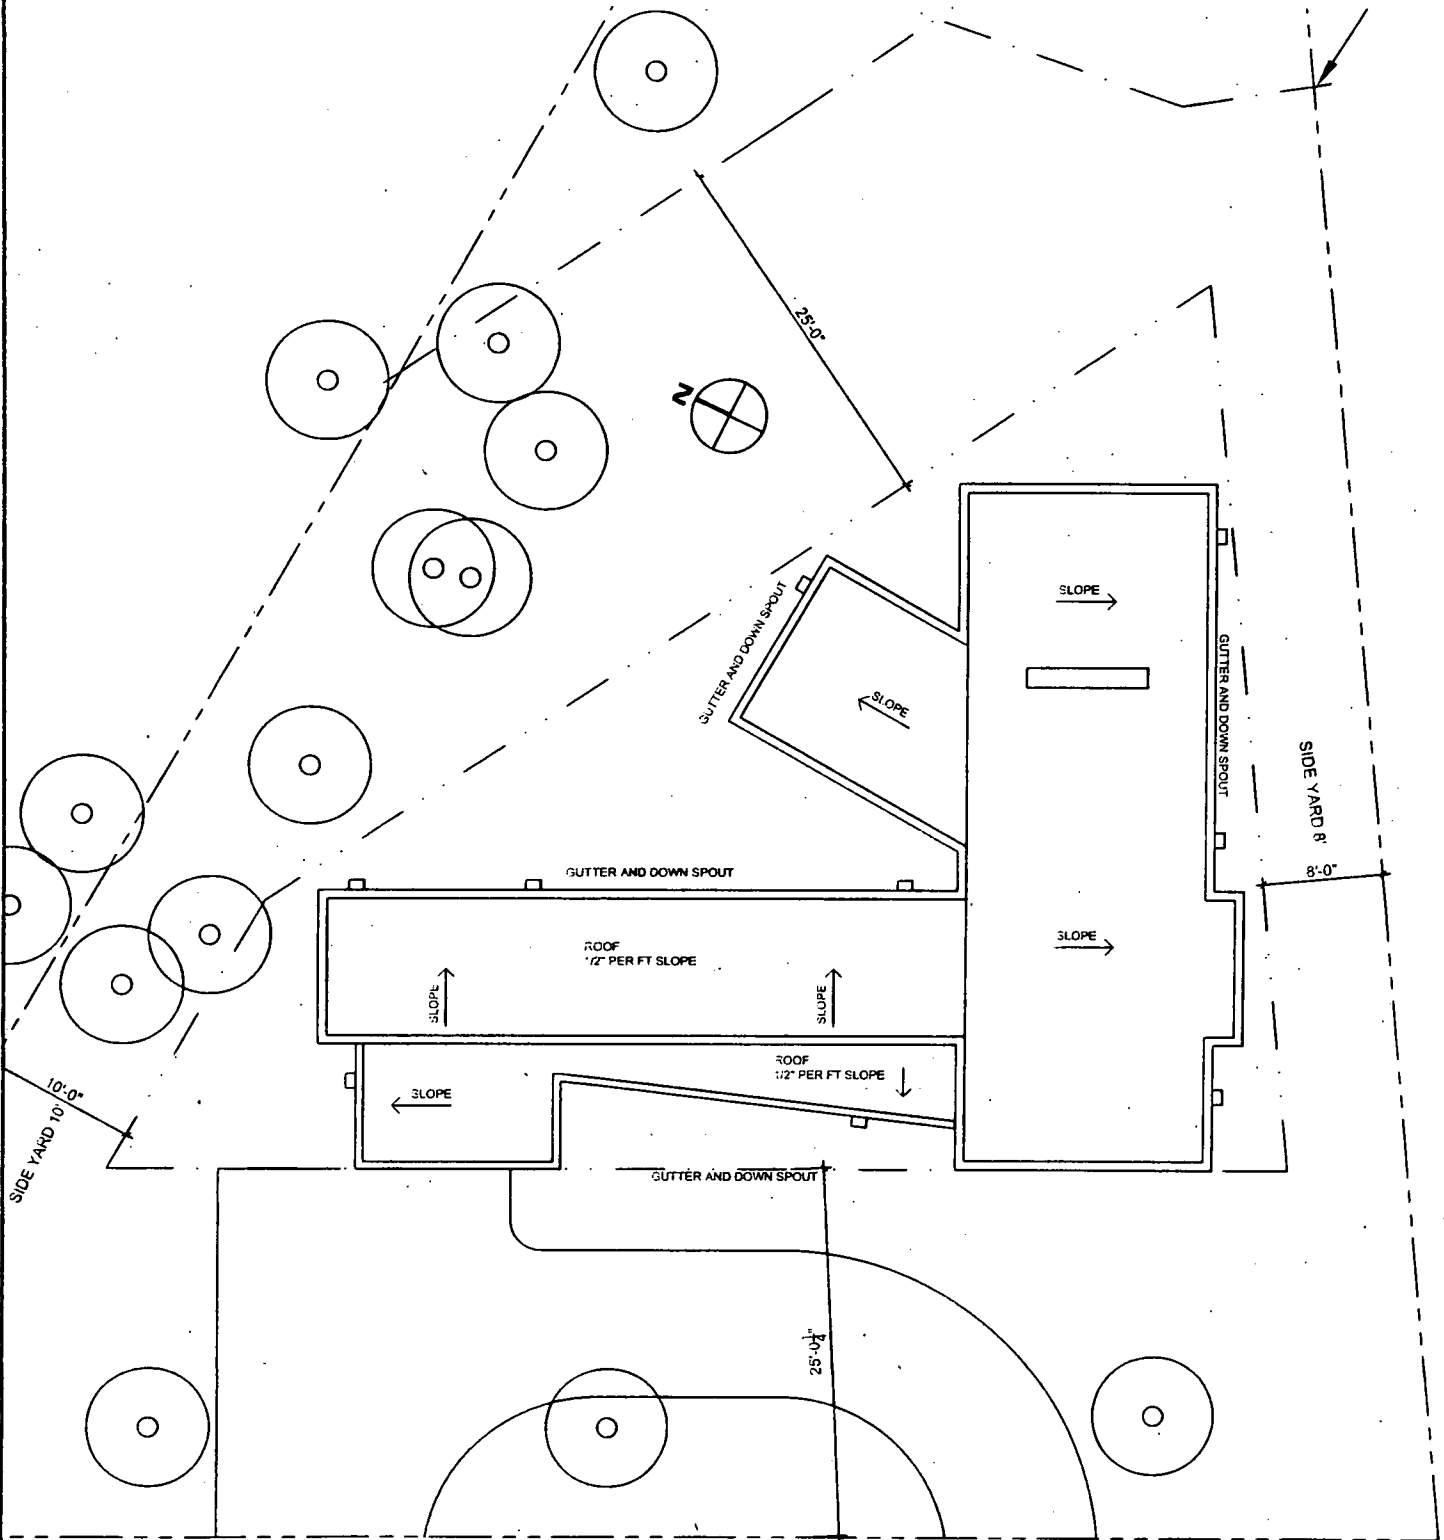 25'-0"
N
SLOPE
GUTTER AND DOWN SPOUT
SLOPE
GUTTER AND DOWN SPOUT
SIDE YARD 8'
8'-0"
GUTTER AND DOWN SPOUT
ROOF
1/2" PER FT SLOPE
SLOPE
SLOPE
SLOPE
ROOF
1/2" PER FT SLOPE
SLOPE
10'-0"
SIDE YARD 10'
GUTTER AND DOWN SPOUT
25'-0 1/4"